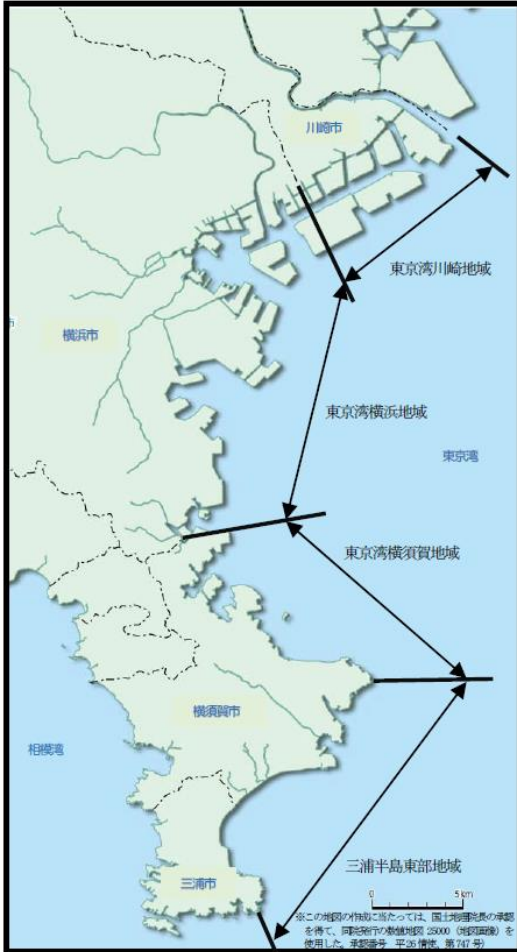 川崎市
東京湾川崎地域
横浜市
市
東京湾横浜地域
東京湾
東京湾横須賀地域
横須賀市
相模湾
三浦半島東部地域
三浦市
0 5km
※この地図の作成に当たっては、国土地理院長の承認
を得て、同院発行の数値地図 25000（地図画像）を
使用した。承認番号 平26情使、第747号)